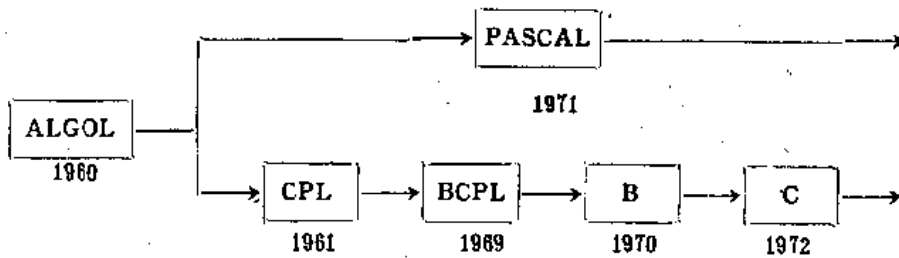 PASCAL
1971
ALGOL
1960
CPL
BCPL
B
C
1961
1969
1970
1972